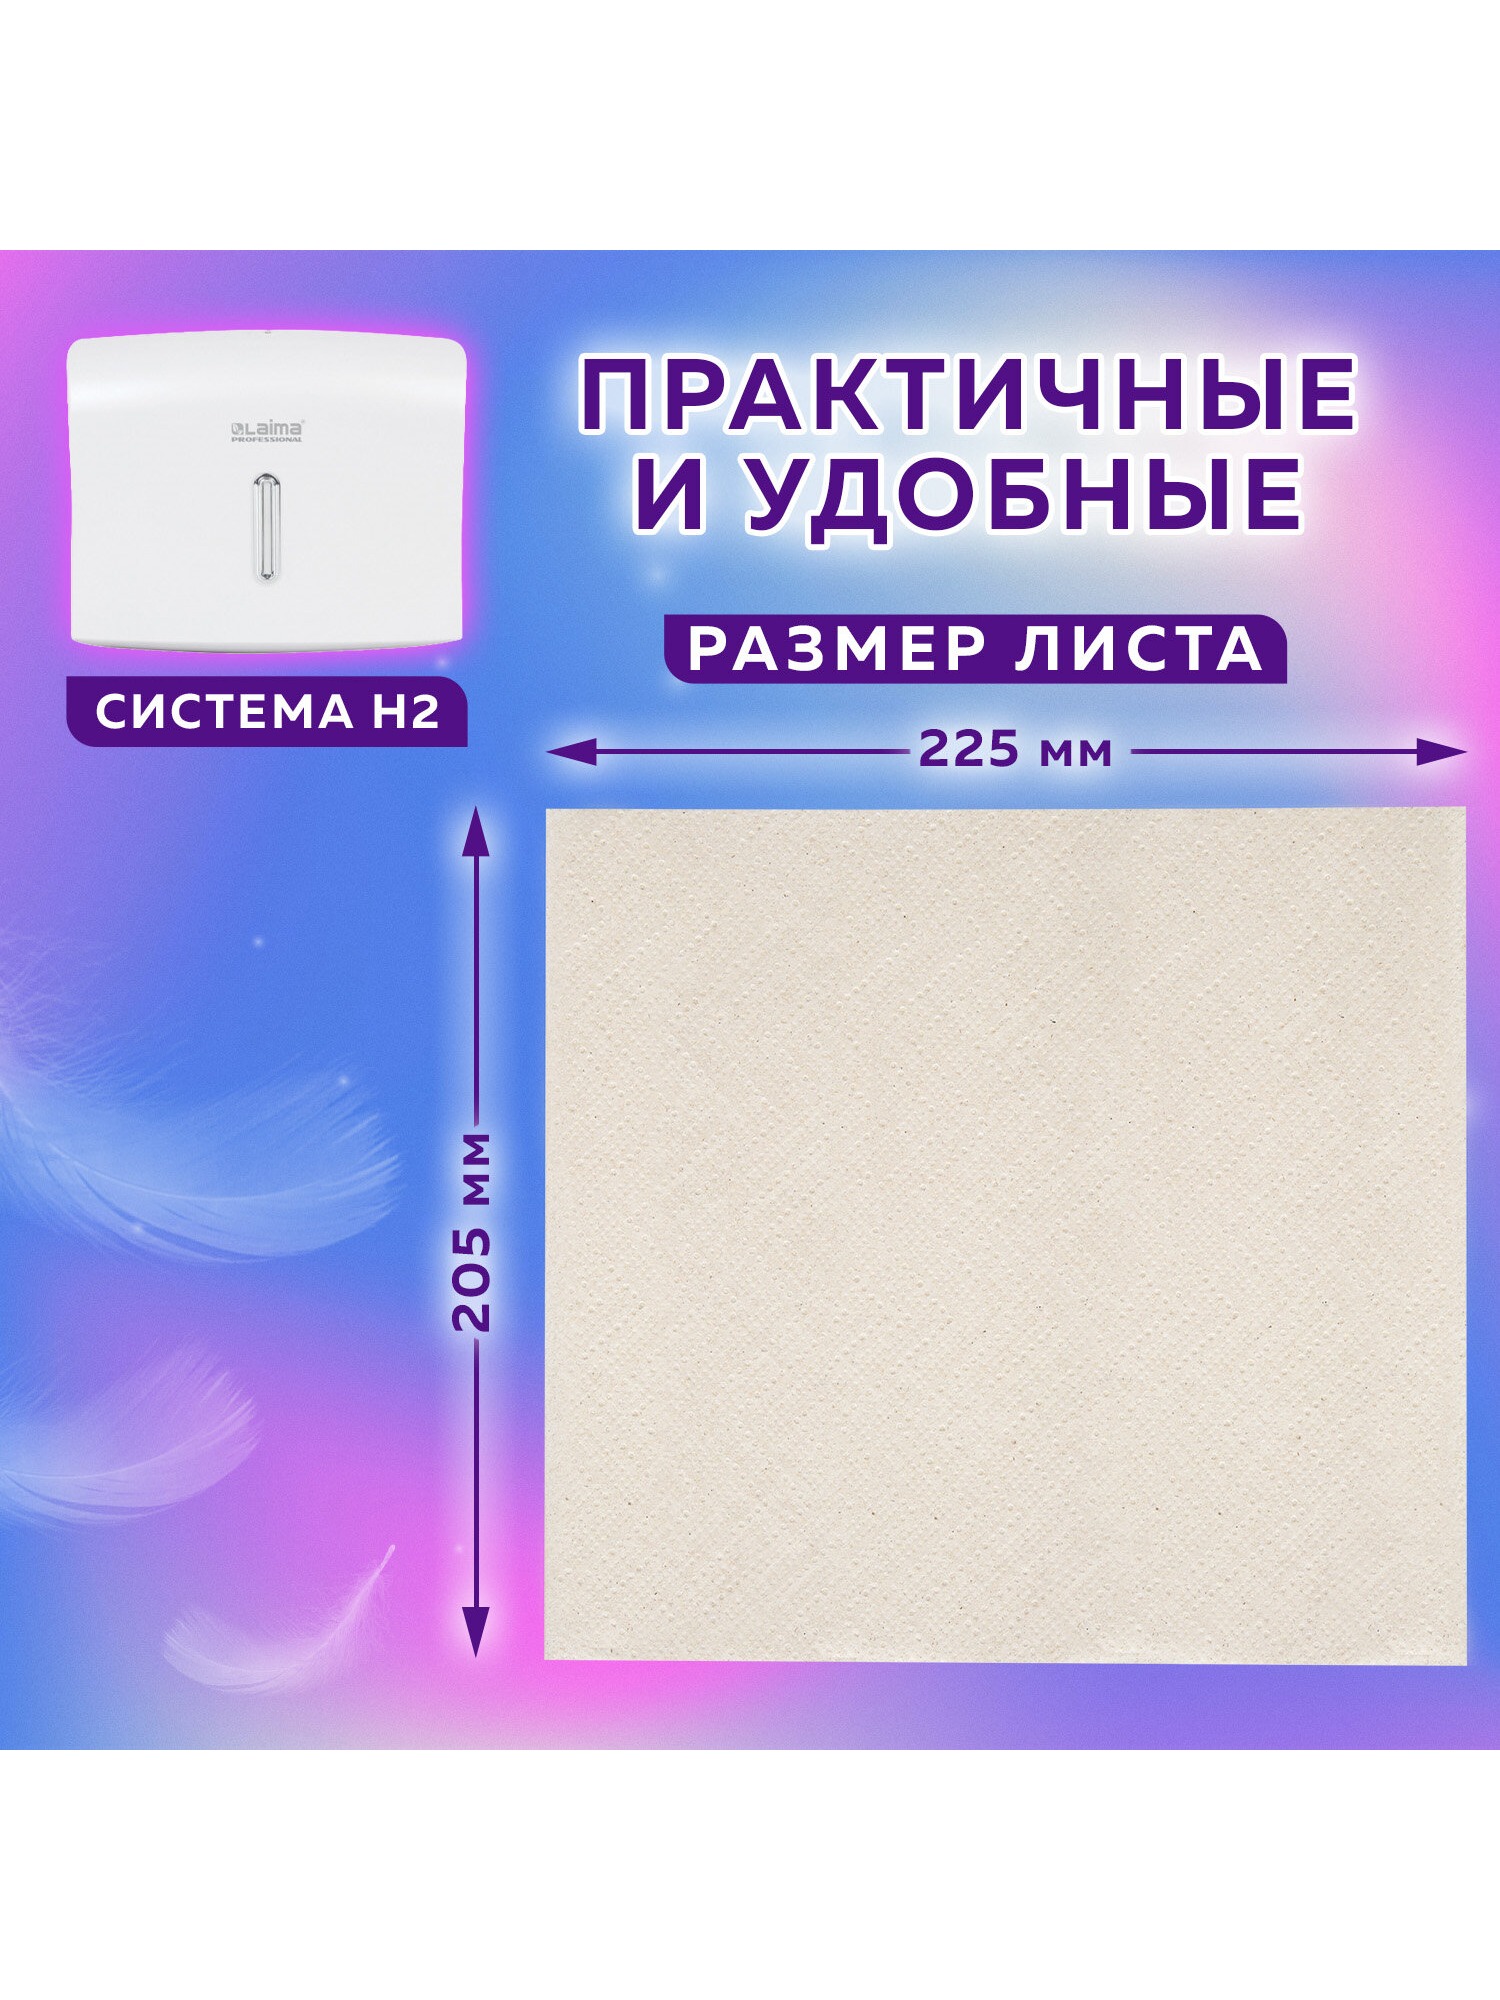 Laima
PROFESSIONAL
СИСТЕМА H2
ПРАКТИЧНЫЕ
И УДОБНЫЕ
РАЗМЕР ЛИСТА
225 мм
205 мм